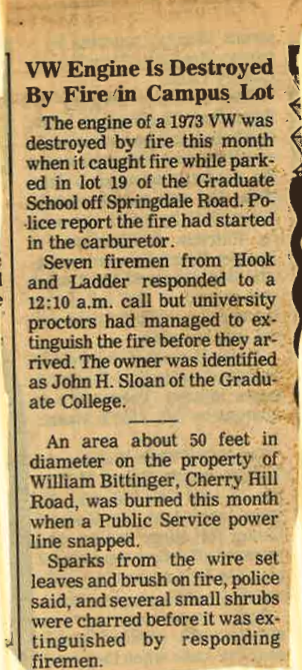 VW Engine Is Destroyed
By Fire in Campus Lot
The engine of a 1973 VW was
destroyed by fire this month
when it caught fire while park-
ed in lot 19 of the Graduate
School off Springdale Road. Po-
lice report the fire had started
in the carburetor.
Seven firemen from Hook
and Ladder responded to a
12:10 a.m. call but university
proctors had managed to ex-
tinguish the fire before they ar-
rived. The owner was identified
as John H. Sloan of the Gradu-
ate College.
An area about 50 feet in
diameter on the property of
William Bittinger, Cherry Hill
Road, was burned this month
when a Public Service power
line snapped.
Sparks from the wire set
leaves and brush on fire, police
said, and several small shrubs
were charred before it was ex-
tinguished by responding
firemen.